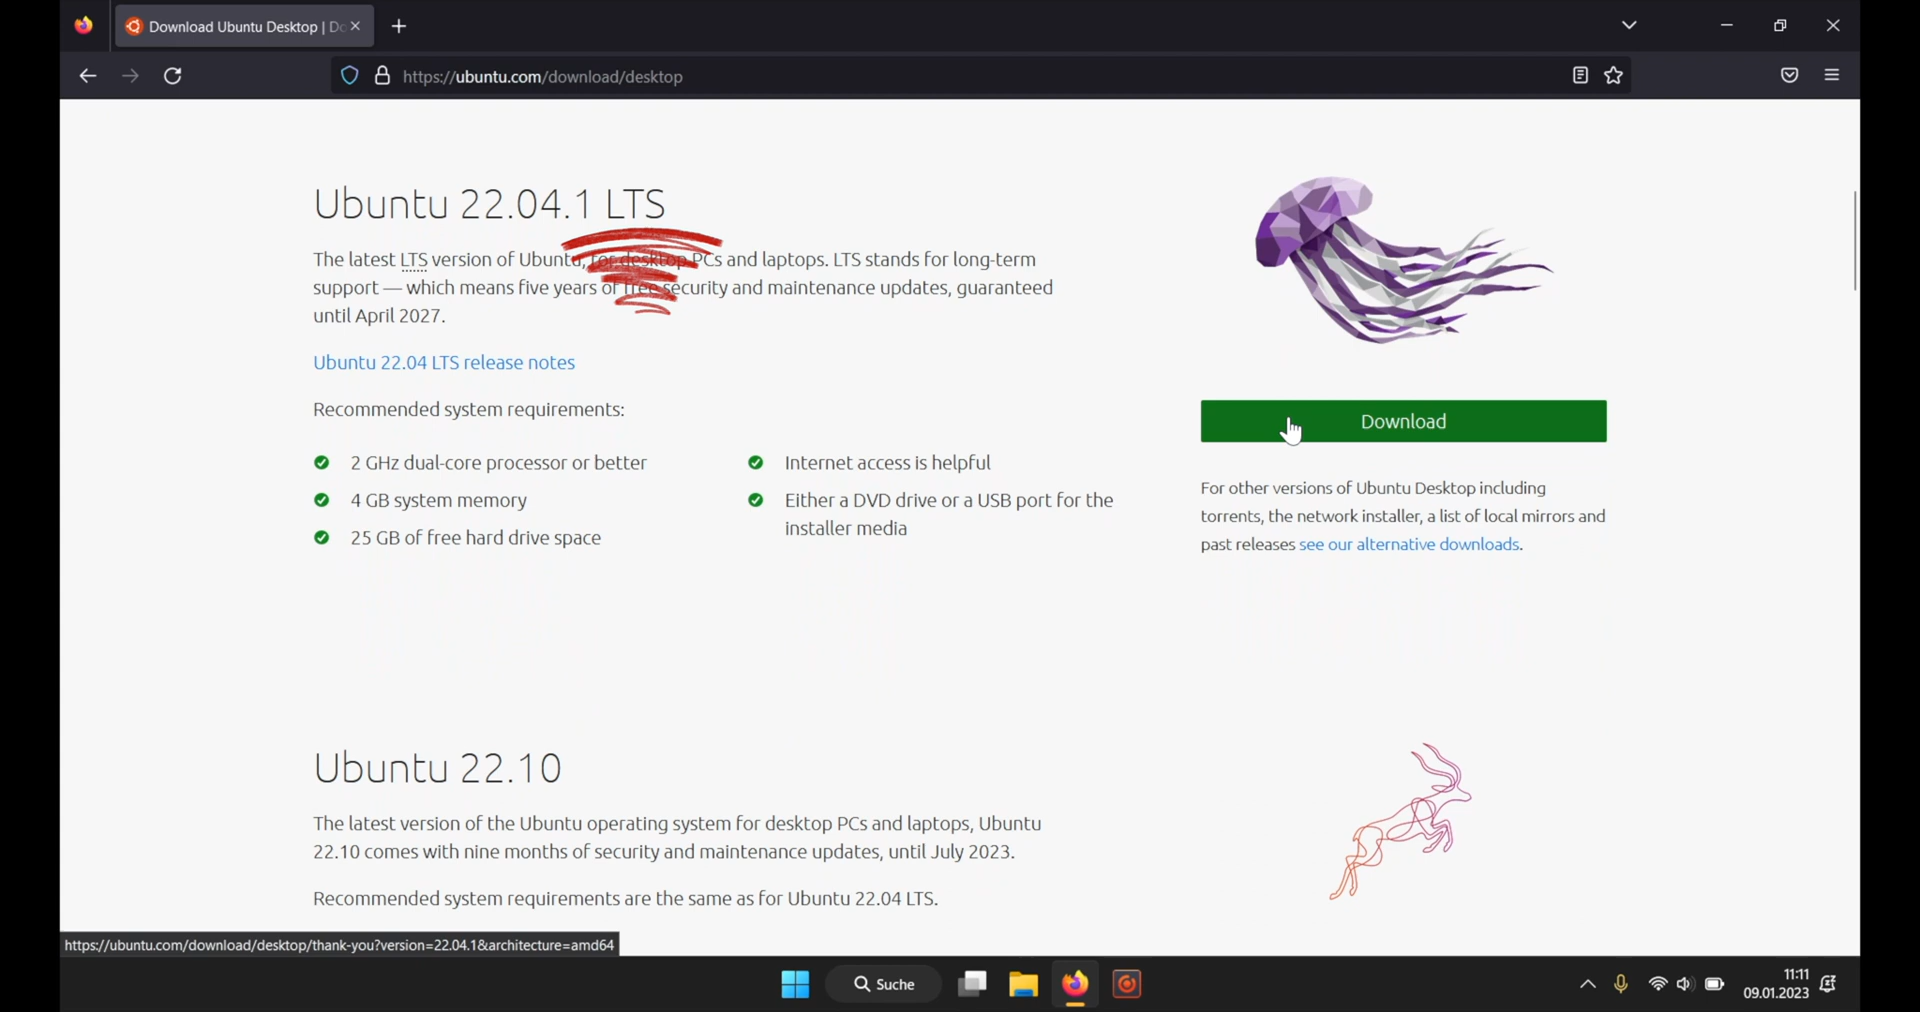 Download Ubuntu Desktop | Do
https://ubuntu.com/download/desktop
Ubuntu 22.04.1 LTS
The latest LTS version of Ubuntu, for desktop PCs and laptops. LTS stands for long-term
support — which means five years of free security and maintenance updates, guaranteed
until April 2027.
Ubuntu 22.04 LTS release notes
Recommended system requirements:
2 GHz dual-core processor or better
4 GB system memory
25 GB of free hard drive space
Internet access is helpful
Either a DVD drive or a USB port for the
installer media
Download
For other versions of Ubuntu Desktop including
torrents, the network installer, a list of local mirrors and
past releases see our alternative downloads.
Ubuntu 22.10
The latest version of the Ubuntu operating system for desktop PCs and laptops, Ubuntu
22.10 comes with nine months of security and maintenance updates, until July 2023.
Recommended system requirements are the same as for Ubuntu 22.04 LTS.
https://ubuntu.com/download/desktop/thank-you?version=22.04.1&architecture=amd64
Suche
11:11
09.01.2023